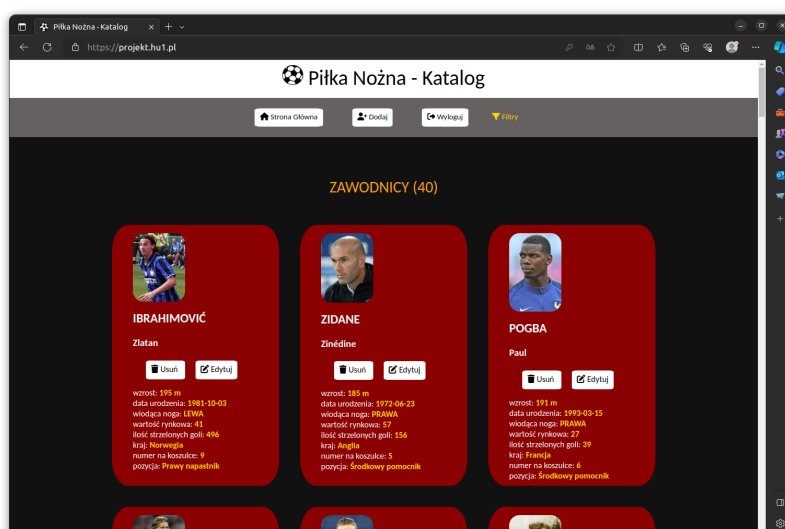 Piłka Nożna - Katalog
https://projekt.hu1.pl
Piłka Nożna - Katalog
Strona Główna
Dodaj
Wyloguj
Filtry
ZAWODNICY (40)
IBRAHIMOVIĆ
Zlatan
Usuń
Edytuj
wzrost: 195 m
data urodzenia: 1981-10-03
wiodąca noga: LEWA
wartość rynkowa: 41
ilość strzelonych goli: 496
kraj: Norwegia
numer na koszulce: 9
pozycja: Prawy napastnik
ZIDANE
Zinédine
Usuń
Edytuj
wzrost: 185 m
data urodzenia: 1972-06-23
wiodąca noga: PRAWA
wartość rynkowa: 57
ilość strzelonych goli: 156
kraj: Anglia
numer na koszulce: 5
pozycja: Środkowy pomocnik
POGBA
Paul
Usuń
Edytuj
wzrost: 191 m
data urodzenia: 1993-03-15
wiodąca noga: PRAWA
wartość rynkowa: 27
ilość strzelonych goli: 39
kraj: Francja
numer na koszulce: 6
pozycja: Środkowy pomocnik